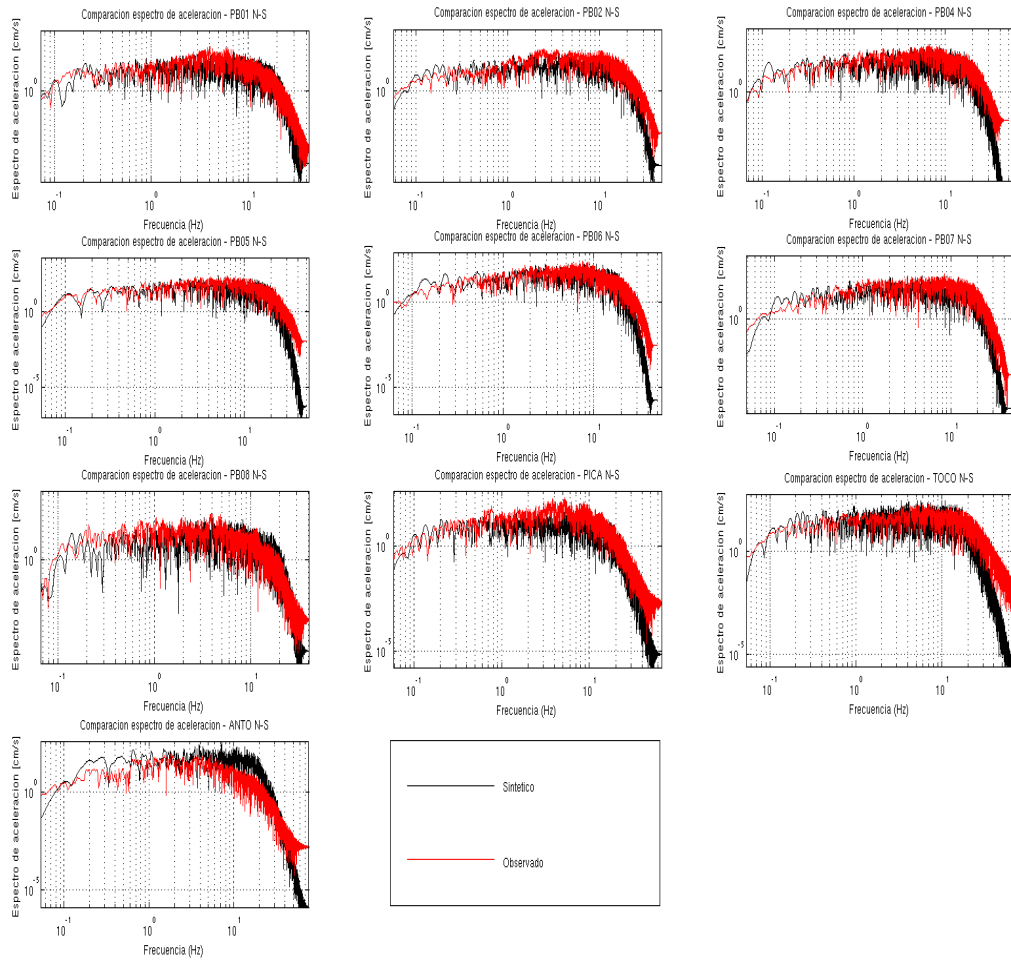 Comparacion espectro de aceleracion - PB01 N-S
Espectro de aceleracion [cm/s]
10^0
10^-1 10^0 10^1
Frecuencia (Hz)
Comparacion espectro de aceleracion - PB02 N-S
Espectro de aceleracion [cm/s]
10^0
10^-1 10^0 10^1
Frecuencia (Hz)
Comparacion espectro de aceleracion - PB04 N-S
Espectro de aceleracion [cm/s]
10^0
10^-1 10^0 10^1
Frecuencia (Hz)
Comparacion espectro de aceleracion - PB05 N-S
Espectro de aceleracion [cm/s]
10^0
10^-5
10^-1 10^0 10^1
Frecuencia (Hz)
Comparacion espectro de aceleracion - PB06 N-S
Espectro de aceleracion [cm/s]
10^0
10^-5
10^-1 10^0 10^1
Frecuencia (Hz)
Comparacion espectro de aceleracion - PB07 N-S
Espectro de aceleracion [cm/s]
10^0
10^-1 10^0 10^1
Frecuencia (Hz)
Comparacion espectro de aceleracion - PB08 N-S
Espectro de aceleracion [cm/s]
10^0
10^-1 10^0 10^1
Frecuencia (Hz)
Comparacion espectro de aceleracion - PICA N-S
Espectro de aceleracion [cm/s]
10^0
10^-5
10^-1 10^0 10^1
Frecuencia (Hz)
Comparacion espectro de aceleracion - TOCO N-S
Espectro de aceleracion [cm/s]
10^0
10^-5
10^-1 10^0 10^1
Frecuencia (Hz)
Comparacion espectro de aceleracion - ANTO N-S
Espectro de aceleracion [cm/s]
10^0
10^-5
10^-1 10^0 10^1
Frecuencia (Hz)
Sintetico
Observado